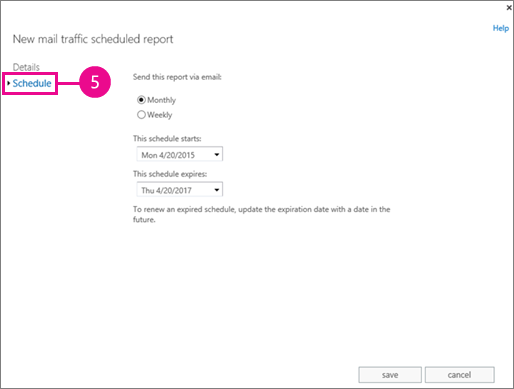 Help
New mail traffic scheduled report
Details
Schedule
5
Send this report via email:
Monthly
Weekly
This schedule starts:
Mon 4/20/2015
This schedule expires:
Thu 4/20/2017
To renew an expired schedule, update the expiration date with a date in the
future.
save
cancel